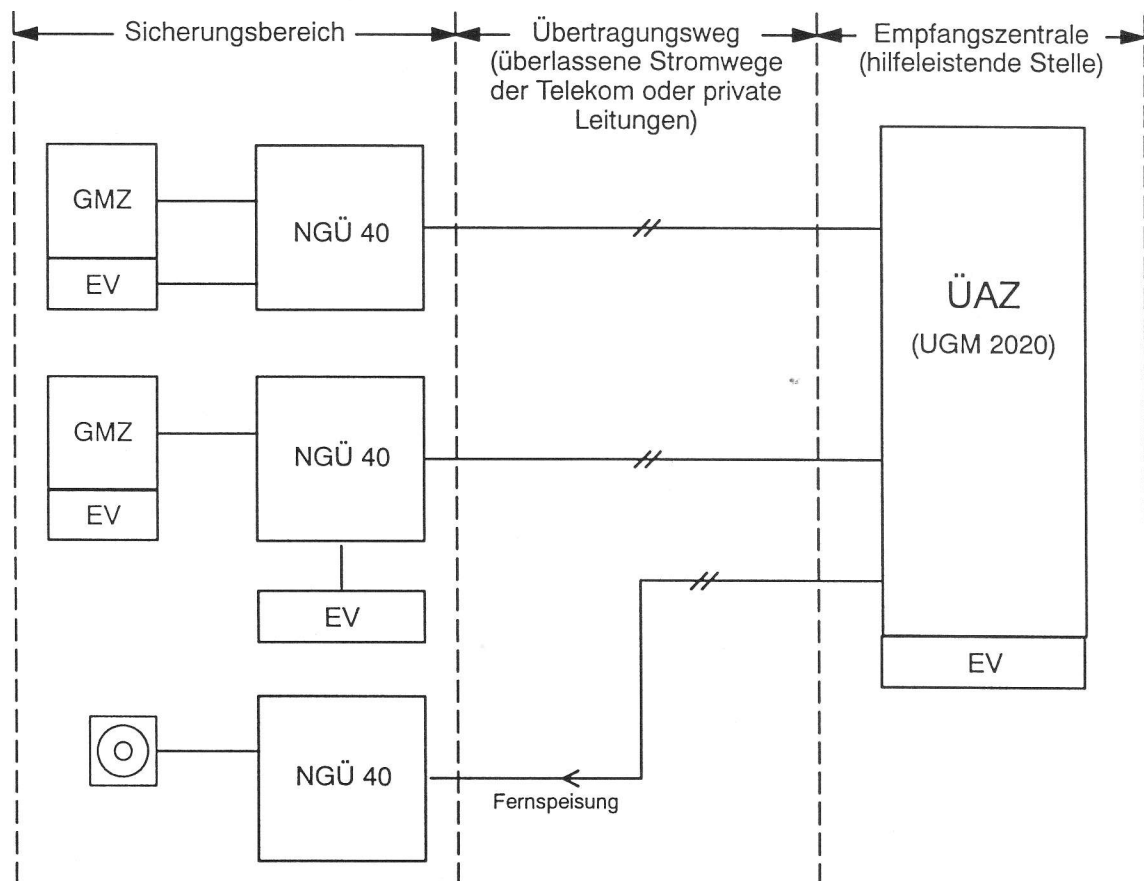 Sicherungsbereich
Übertragungsweg
(überlassene Stromwege
der Telekom oder private
Leitungen)
Empfangszentrale
(hilfeleistende Stelle)
GMZ
EV
NGÜ 40
ÜAZ
(UGM 2020)
GMZ
EV
NGÜ 40
EV
EV
NGÜ 40
Fernspeisung